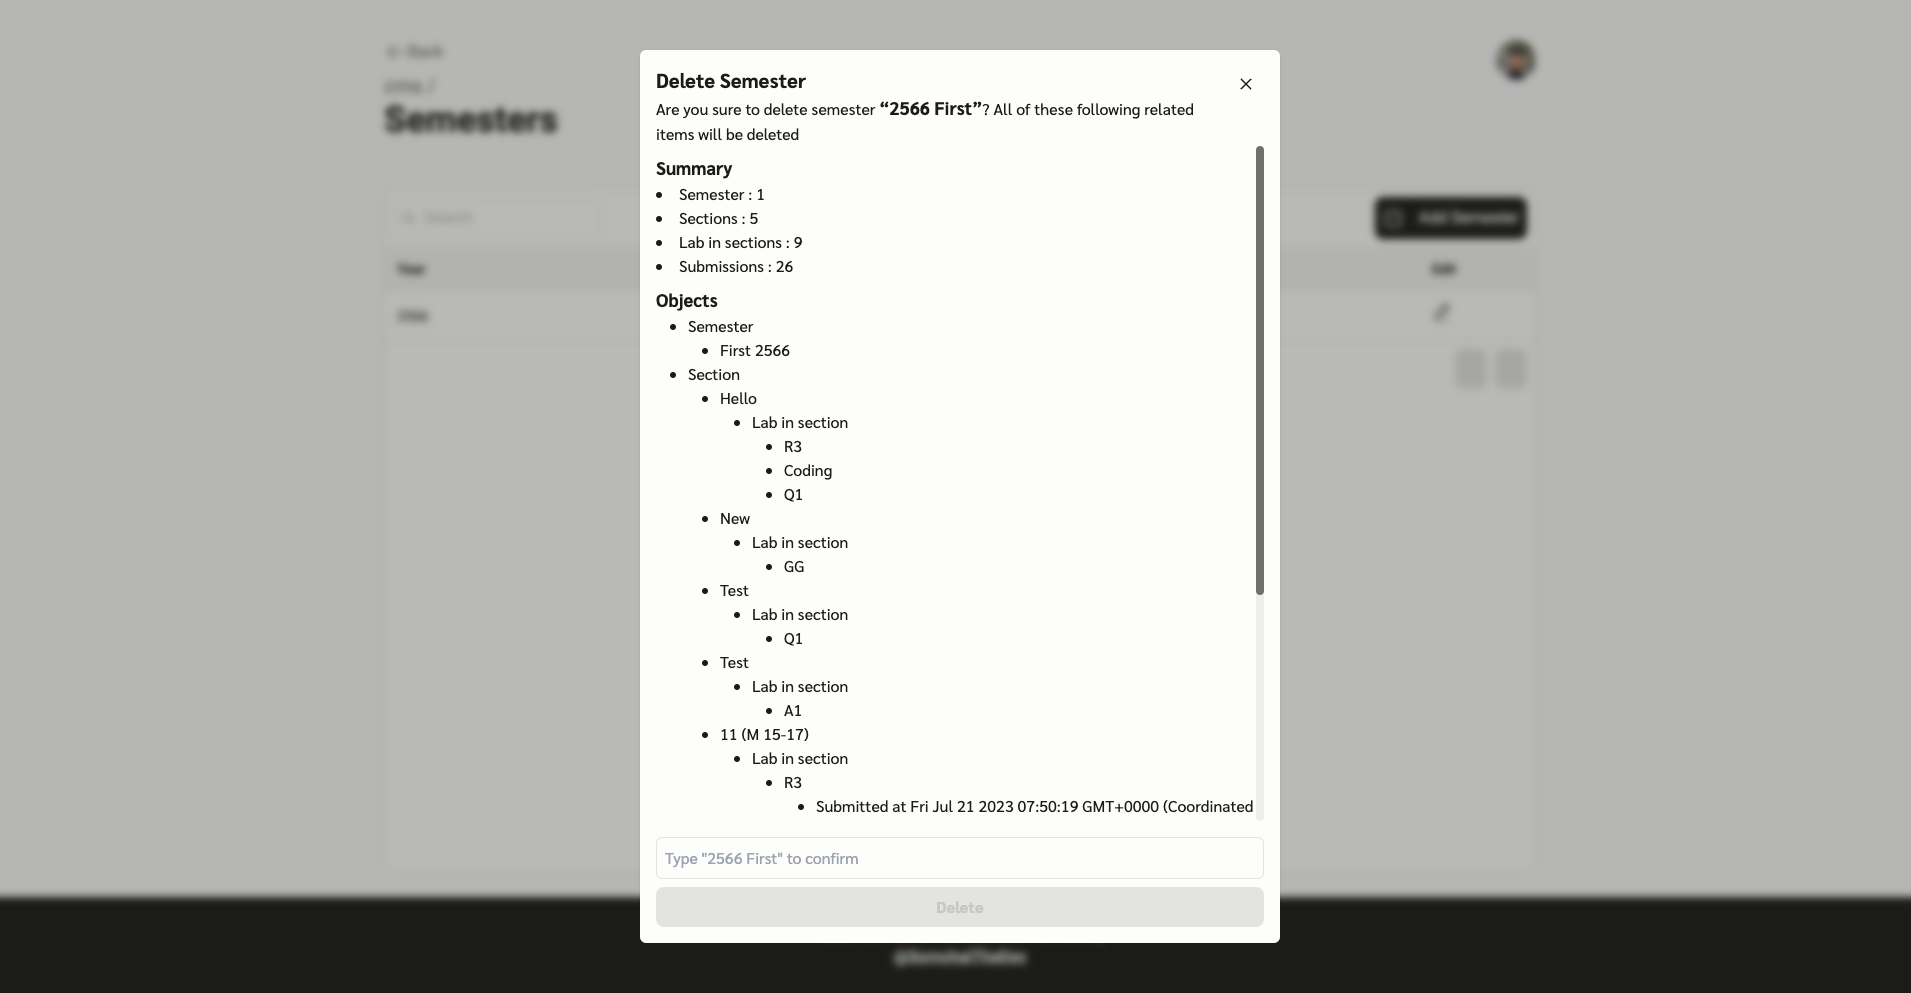 Back
cms /
Semesters
Delete Semester
Are you sure to delete semester “2566 First”? All of these following related
items will be deleted
Summary
Semester : 1
Sections : 5
Lab in sections : 9
Submissions : 26
Objects
Semester
First 2566
Section
Hello
Lab in section
R3
Coding
Q1
New
Lab in section
GG
Test
Lab in section
Q1
Test
Lab in section
A1
11 (M 15-17)
Lab in section
R3
Submitted at Fri Jul 21 2023 07:50:19 GMT+0000 (Coordinated
Type "2566 First" to confirm
Delete
Search
Add Semester
Year
Edit
2566